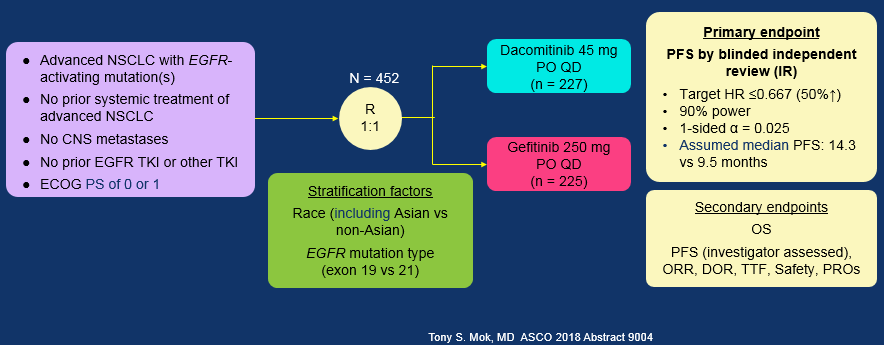 ● Advanced NSCLC with EGFR-
activating mutation(s)
● No prior systemic treatment of
advanced NSCLC
● No CNS metastases
● No prior EGFR TKI or other TKI
● ECOG PS of 0 or 1
N = 452
R
1:1
Stratification factors
Race (including Asian vs
non-Asian)
EGFR mutation type
(exon 19 vs 21)
Dacomitinib 45 mg
PO QD
(n = 227)
Gefitinib 250 mg
PO QD
(n = 225)
Primary endpoint
PFS by blinded independent
review (IR)
• Target HR ≤0.667 (50%↑)
• 90% power
• 1-sided α = 0.025
• Assumed median PFS: 14.3
vs 9.5 months
Secondary endpoints
OS
PFS (investigator assessed),
ORR, DOR, TTF, Safety, PROs
Tony S. Mok, MD ASCO 2018 Abstract 9004